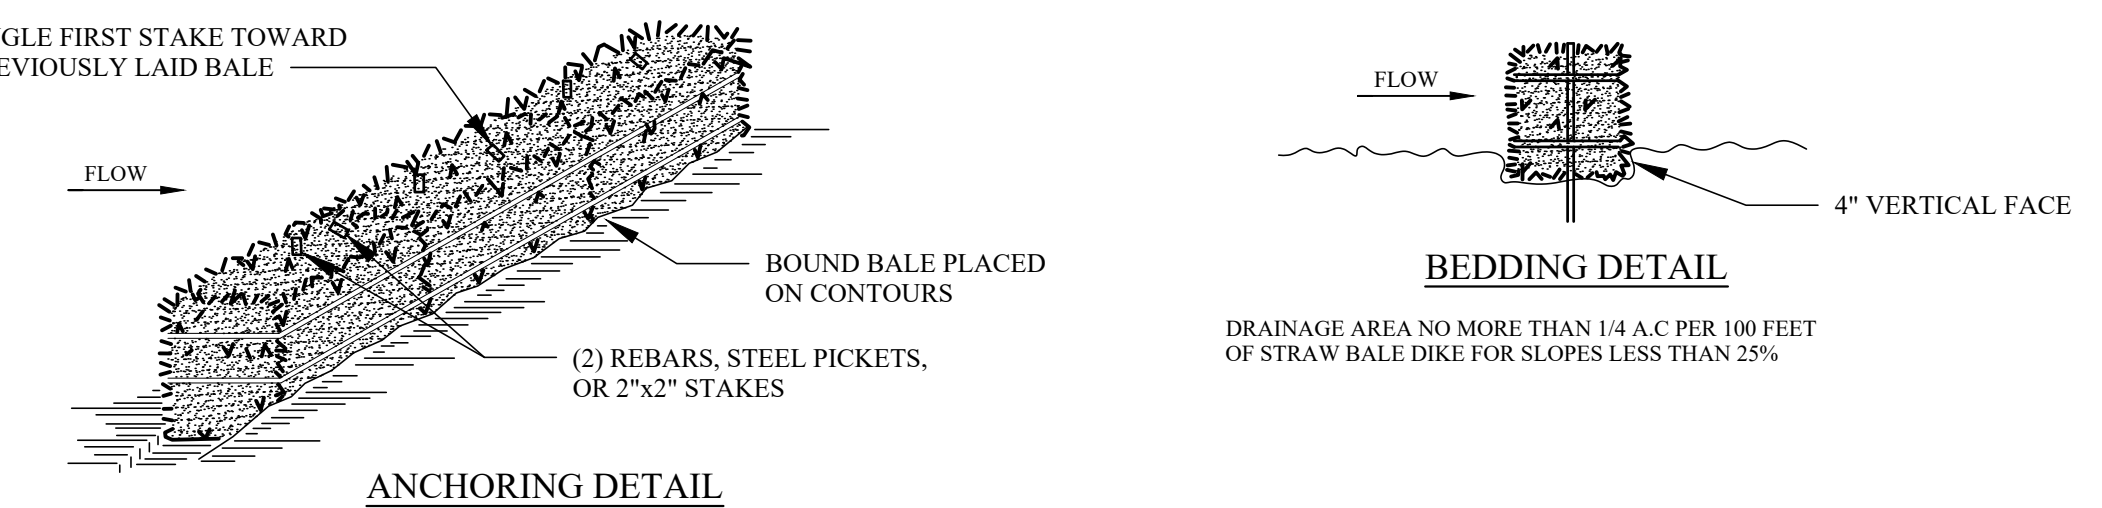 GLE FIRST STAKE TOWARD
EVIOUSLY LAID BALE
FLOW
BOUND BALE PLACED
ON CONTOURS
(2) REBARS, STEEL PICKETS,
OR 2"x2" STAKES
ANCHORING DETAIL
FLOW
4" VERTICAL FACE
BEDDING DETAIL
DRAINAGE AREA NO MORE THAN 1/4 A.C PER 100 FEET
OF STRAW BALE DIKE FOR SLOPES LESS THAN 25%